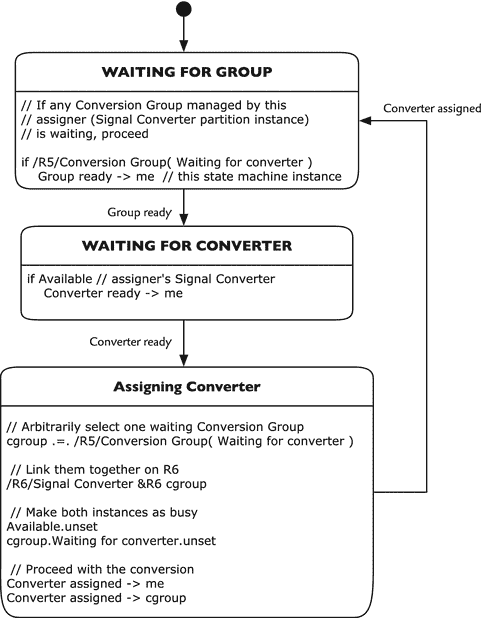 WAITING FOR GROUP
// If any Conversion Group managed by this
// assigner (Signal Converter partition instance)
// is waiting, proceed
if /R5/Conversion Group( Waiting for converter )
Group ready -> me  // this state machine instance
Converter assigned
Group ready
WAITING FOR CONVERTER
if Available // assigner's Signal Converter
Converter ready -> me
Converter ready
Assigning Converter
// Arbitrarily select one waiting Conversion Group
cgroup .=. /R5/Conversion Group( Waiting for converter )
// Link them together on R6
/R6/Signal Converter &R6 cgroup
// Make both instances as busy
Available.unset
cgroup.Waiting for converter.unset
// Proceed with the conversion
Converter assigned -> me
Converter assigned -> cgroup